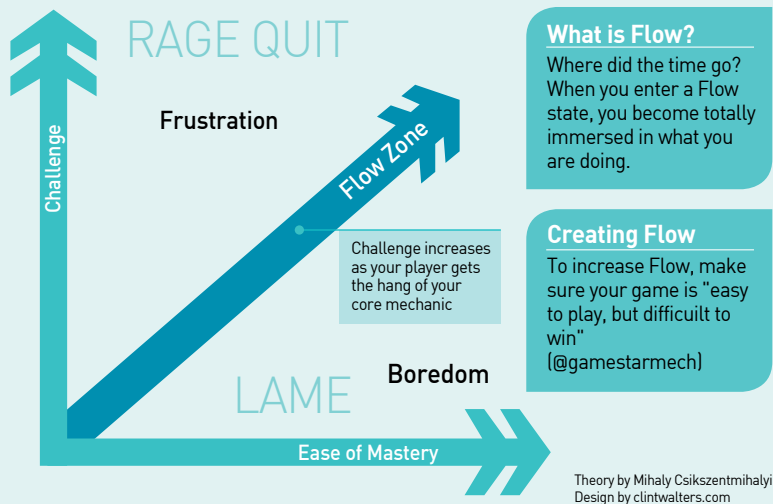 RAGE QUIT
Frustration
Challenge
Flow Zone
Challenge increases
as your player gets
the hang of your
core mechanic
Boredom
LAME
Ease of Mastery
What is Flow?
Where did the time go?
When you enter a Flow
state, you become totally
immersed in what you
are doing.
Creating Flow
To increase Flow, make
sure your game is "easy
to play, but difficuilt to
win"
(@gamestarmech)
Theory by Mihaly Csikszentmihalyi
Design by clintwalters.com